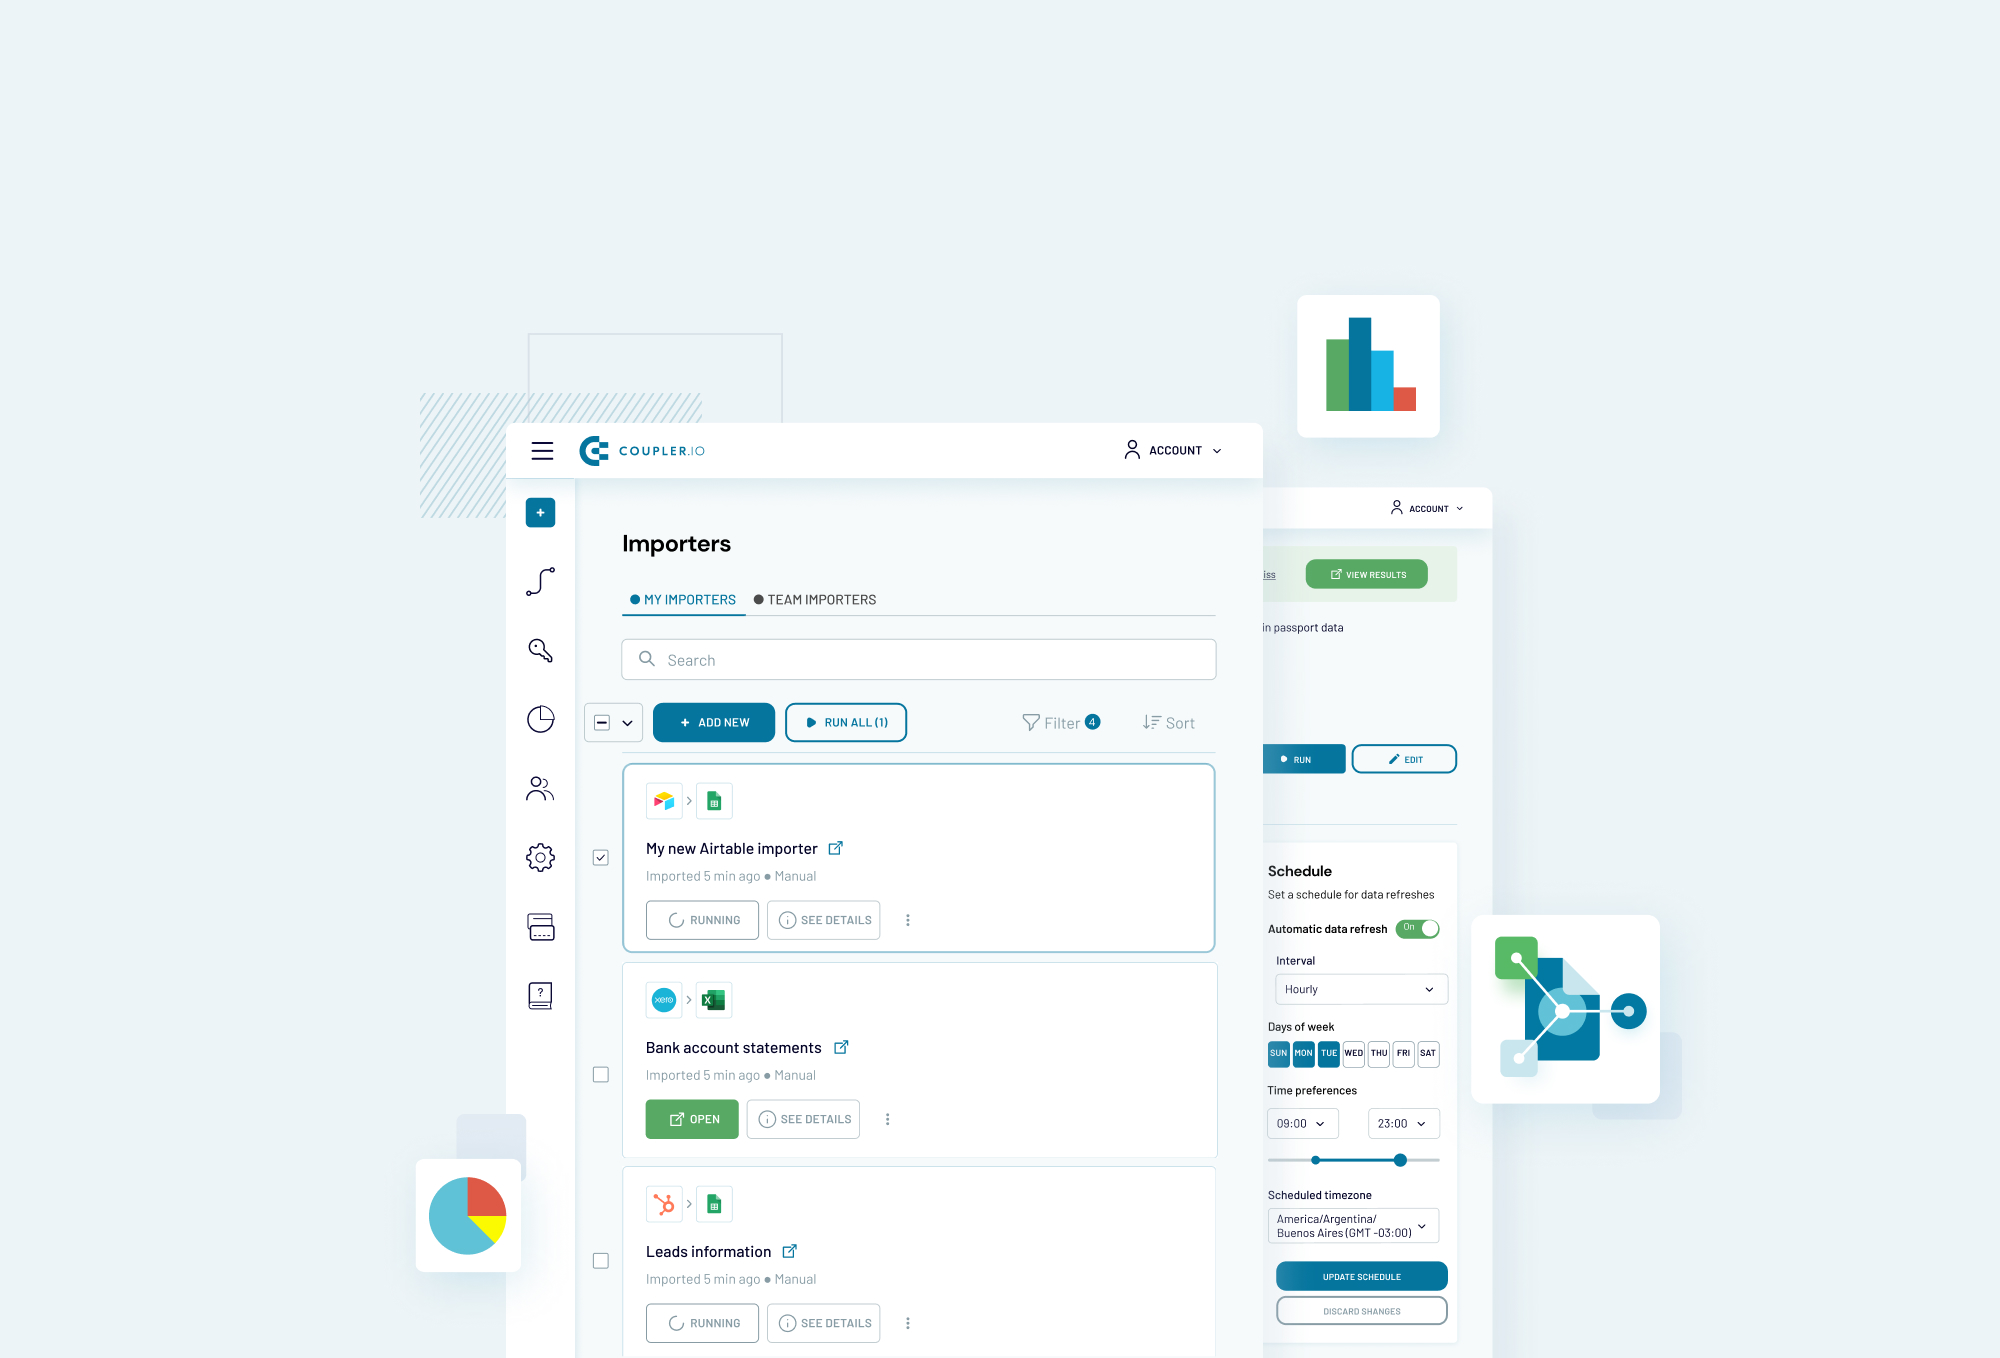 COUPLER.IO
ACCOUNT
Importers
MY IMPORTERS
TEAM IMPORTERS
Search
+ ADD NEW
RUN ALL (1)
Filter 4
Sort
My new Airtable importer
Imported 5 min ago ● Manual
RUNNING
SEE DETAILS
xero
X
Bank account statements
Imported 5 min ago ● Manual
OPEN
SEE DETAILS
Leads information
Imported 5 min ago ● Manual
RUNNING
SEE DETAILS
?
ACCOUNT
iss
VIEW RESULTS
in passport data
RUN
EDIT
Schedule
Set a schedule for data refreshes
Automatic data refresh
On
Interval
Hourly
Days of week
SUN MON TUE WED THU FRI SAT
Time preferences
09:00
23:00
Scheduled timezone
America/Argentina/
Buenos Aires (GMT -03:00)
UPDATE SCHEDULE
DISCARD SHANGES